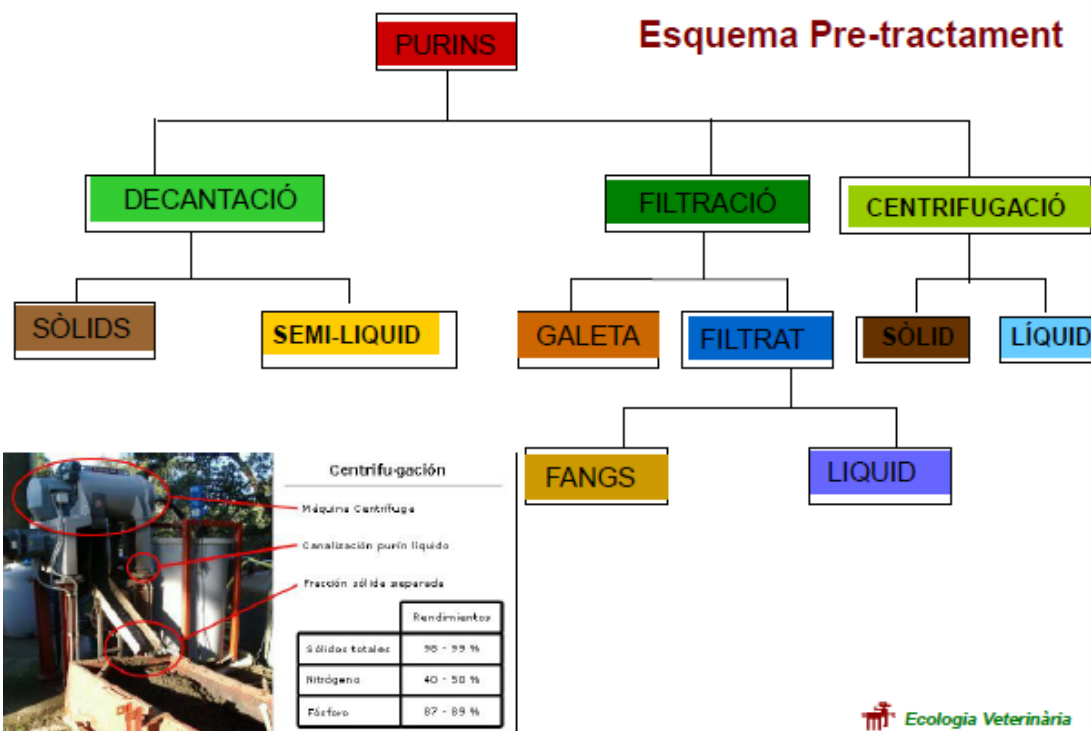 Esquema Pre-tractament
PURINS
DECANTACIÓ
FILTRACIÓ
CENTRIFUGACIÓ
SÒLIDS
SEMI-LIQUID
GALETA
FILTRAT
SÒLID
LÍQUID
FANGS
LIQUID
Centrifugación
Máquina Centrífuga
Canalización purín líquido
Fracción sólida separada
Rendimientos
Sólidos totales 98 - 99 %
Nitrógeno 40 - 50 %
Fósforo 87 - 89 %
Ecologia Veterinària